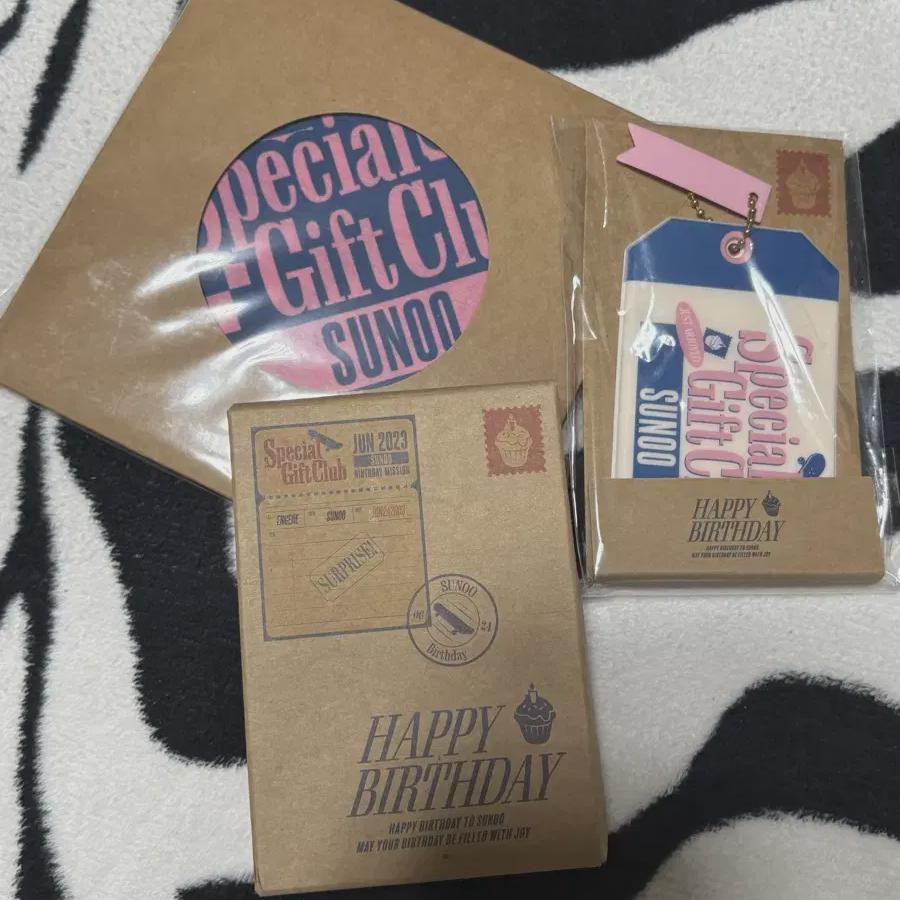 Special
Gift Clu
SUNOO
Special
Gift C
SUNOO
HAPPY
BIRTHDAY
HAPPY BIRTHDAY TO SUNOO
MAY YOUR BIRTHDAY BE FILLED WITH JOY
Special
Gift Club
JUN 2023
SUNOO
BIRTHDAY MISSION
ENGENE
SUNOO
SURPRISE!
SUNOO
06 24
Birthday
HAPPY
BIRTHDAY
HAPPY BIRTHDAY TO SUNOO
MAY YOUR BIRTHDAY BE FILLED WITH JOY